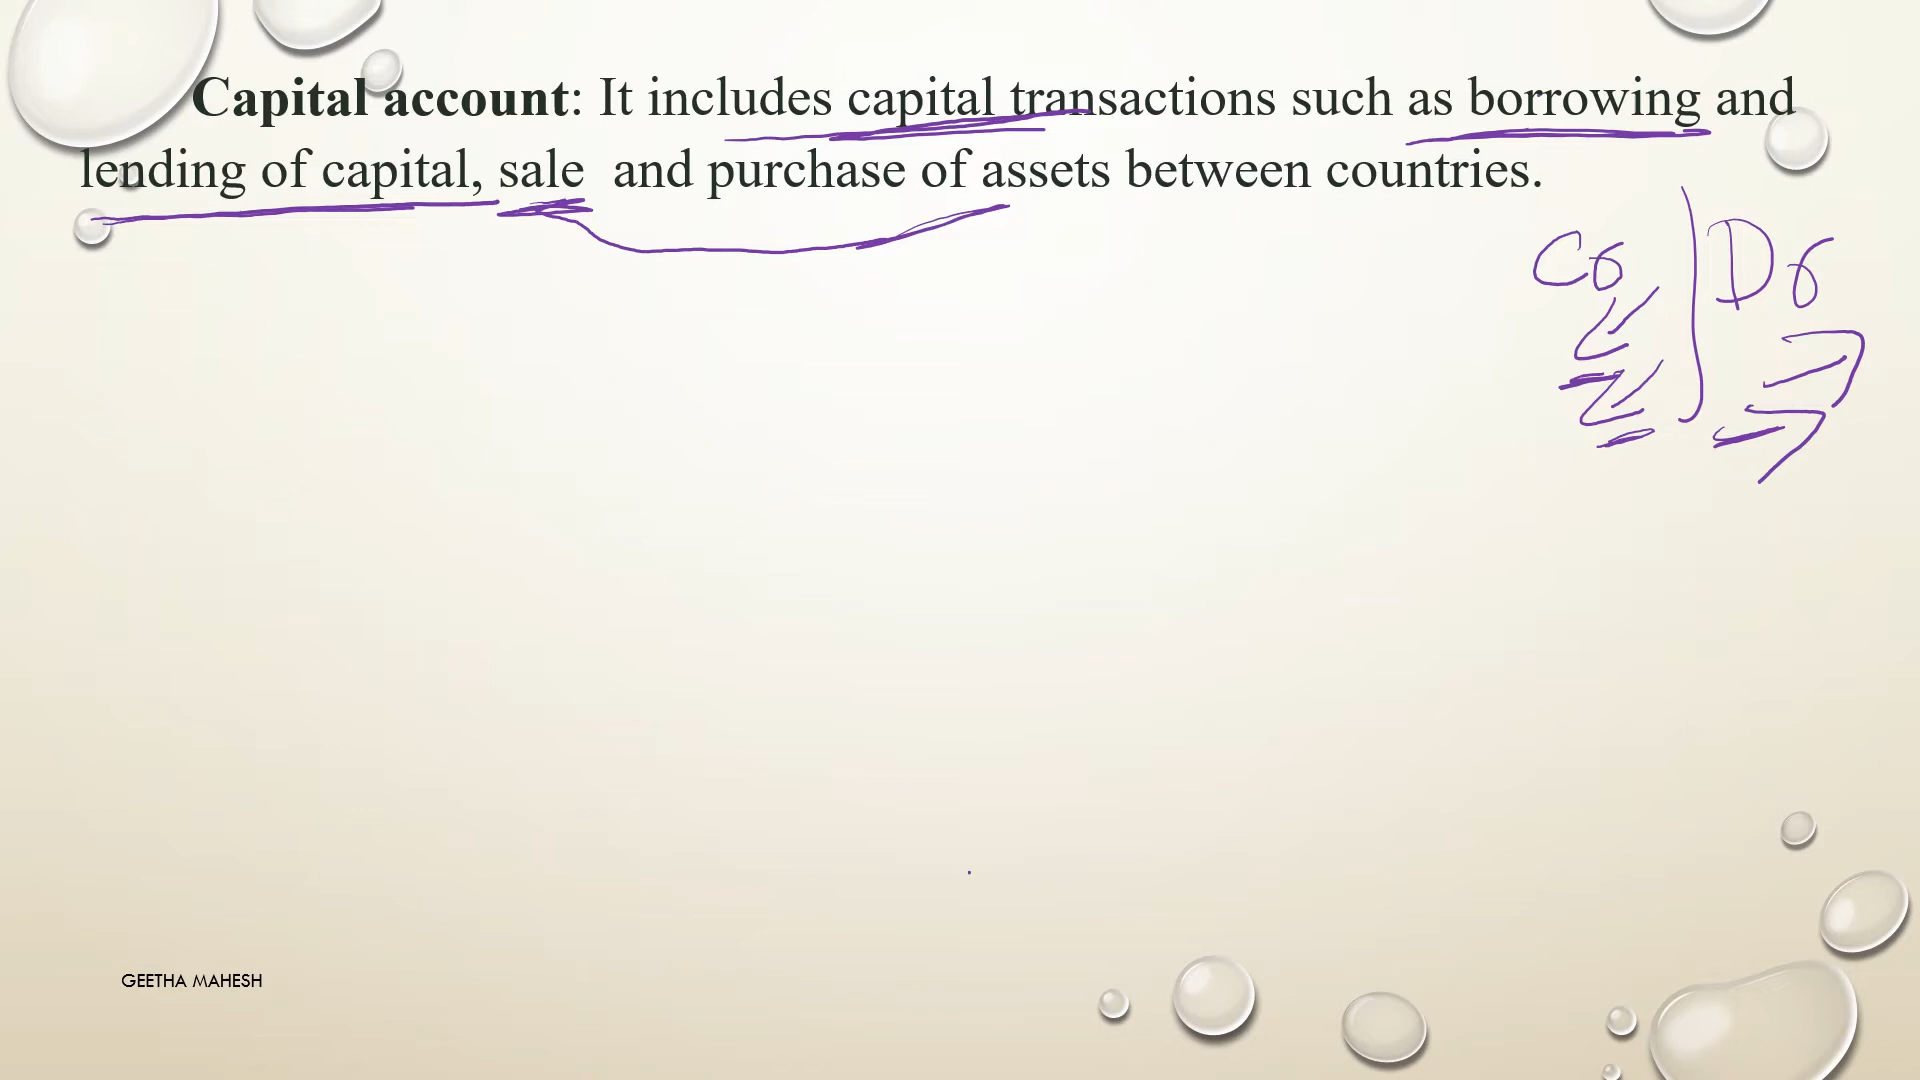 Capital account: It includes capital transactions such as borrowing and
lending of capital, sale  and purchase of assets between countries.
Cr Dr
GEETHA MAHESH